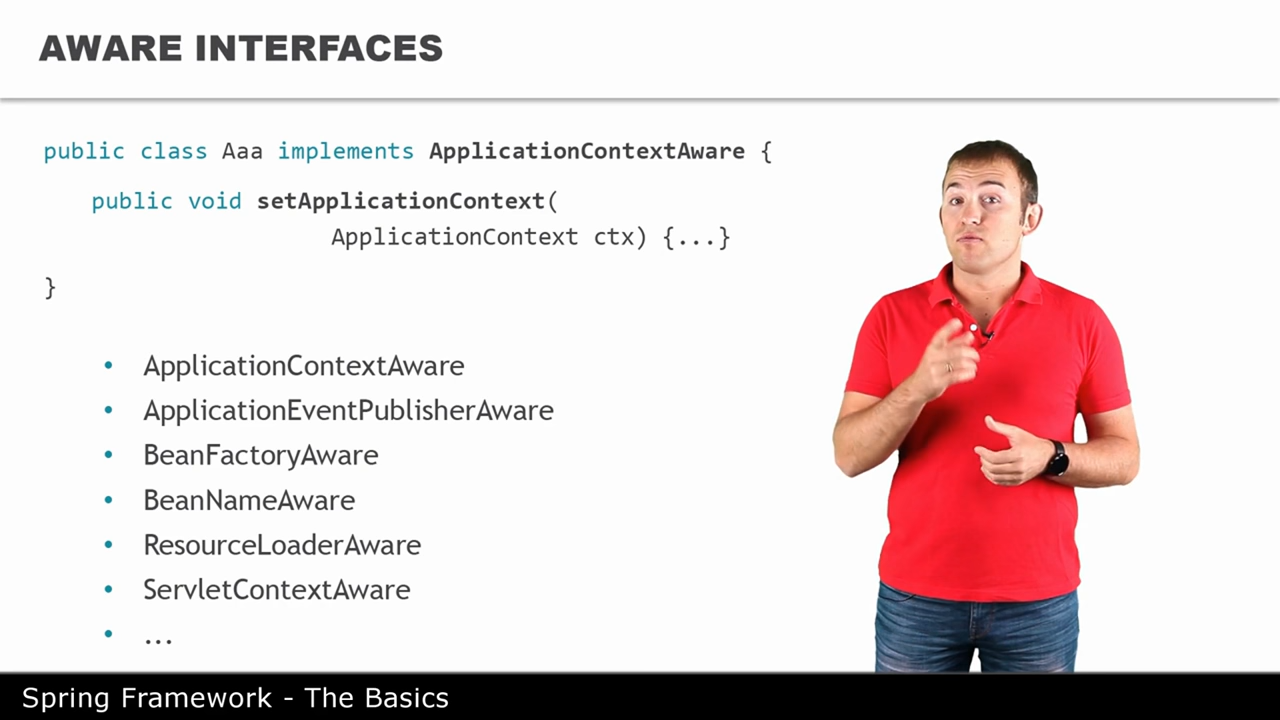 AWARE INTERFACES
public class Aaa implements ApplicationContextAware {
public void setApplicationContext(
ApplicationContext ctx) {...}
}
• ApplicationContextAware
• ApplicationEventPublisherAware
• BeanFactoryAware
• BeanNameAware
• ResourceLoaderAware
• ServletContextAware
• ...
Spring Framework - The Basics